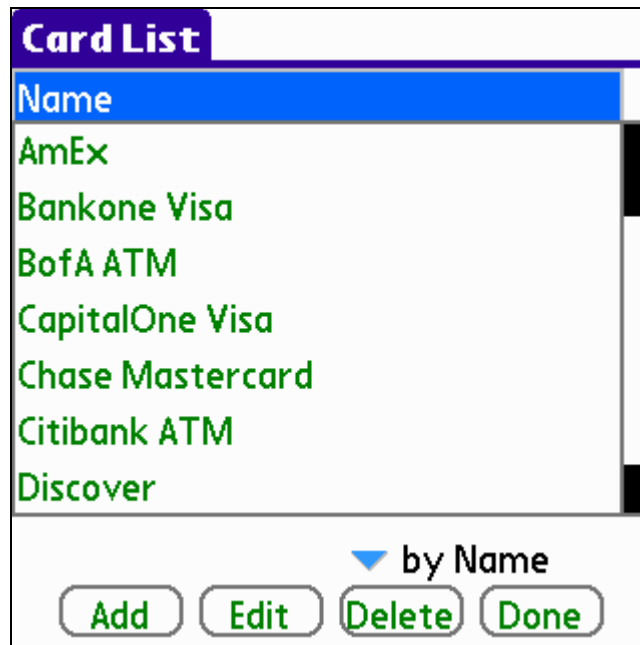 Card List
Name
AmEx
Bankone Visa
BofA ATM
CapitalOne Visa
Chase Mastercard
Citibank ATM
Discover
by Name
Add Edit Delete Done